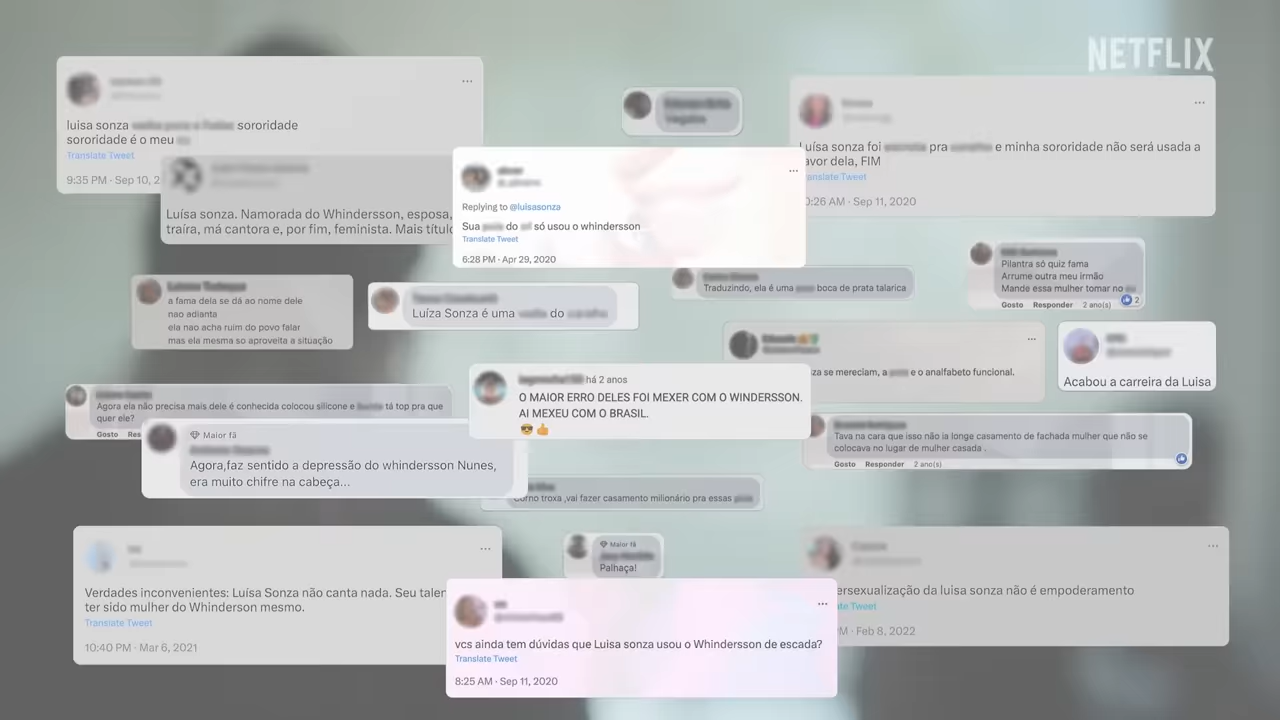 NETFLIX
luisa sonza sororidade
sororidade é o meu
Translate Tweet
9:35 PM · Sep 10, 2
Luísa sonza. Namorada do Whindersson, esposa,
traíra, má cantora e, por fim, feminista. Mais título
Replying to @luisasonza
Sua do só usou o whindersson
Translate Tweet
6:28 PM · Apr 29, 2020
Luísa sonza foi pra e minha sororidade não será usada a
favor dela, FIM
Translate Tweet
0:26 AM · Sep 11, 2020
a fama dela se dá ao nome dele
nao adianta
ela nao acha ruim do povo falar
mas ela mesma so aproveita a situação
Luíza Sonza é uma do
Traduzindo, ela é uma boca de prata talarica
Pilantra só quiz fama
Arrume outra meu irmão
Mande essa mulher tomar no
Gosto Responder 2 ano(s) 2
za se mereciam, a e o analfabeto funcional.
Acabou a carreira da Luisa
Agora ela não precisa mais dele é conhecida colocou silicone e tá top pra que
quer ele?
Gosto Res
há 2 anos
O MAIOR ERRO DELES FOI MEXER COM O WINDERSSON.
AI MEXEU COM O BRASIL.
😎👍
Maior fã
Agora,faz sentido a depressão do whindersson Nunes,
era muito chifre na cabeça...
Tava na cara que isso não ia longe casamento de fachada mulher que não se
colocava no lugar de mulher casada .
Gosto Responder 2 ano(s)
Corno troxa ,vai fazer casamento milionário pra essas
Maior fã
Palhaça!
Verdades inconvenientes: Luísa Sonza não canta nada. Seu talen
ter sido mulher do Whinderson mesmo.
Translate Tweet
10:40 PM · Mar 6, 2021
vcs ainda tem dúvidas que Luisa sonza usou o Whindersson de escada?
Translate Tweet
8:25 AM · Sep 11, 2020
ersexualização da luisa sonza não é empoderamento
ate Tweet
M · Feb 8, 2022